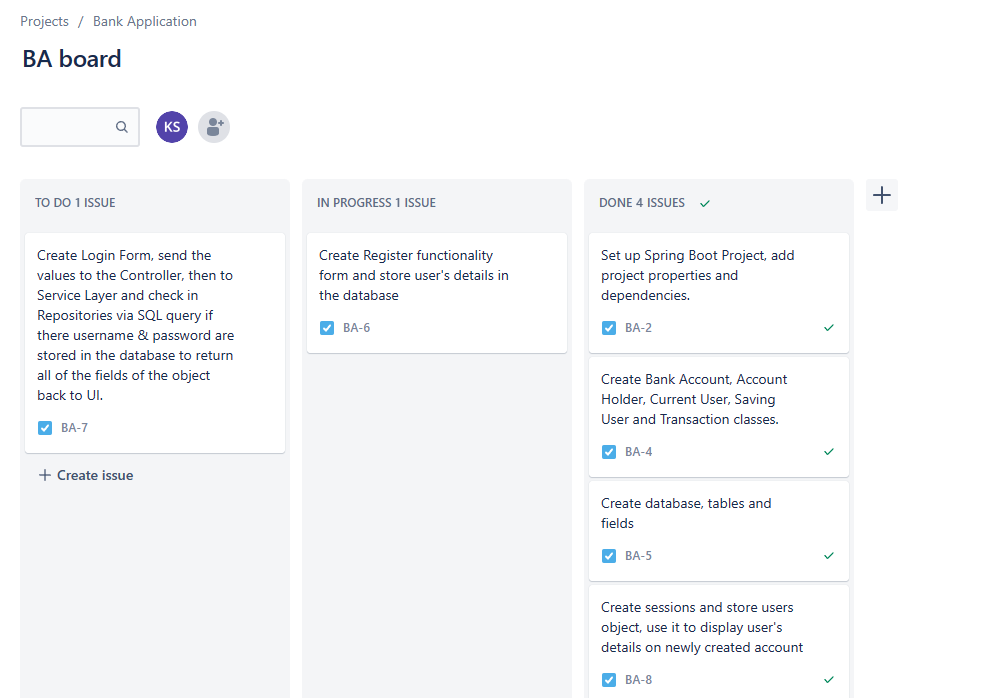 Projects / Bank Application
BA board
KS
TO DO 1 ISSUE
Create Login Form, send the
values to the Controller, then to
Service Layer and check in
Repositories via SQL query if
there username & password are
stored in the database to return
all of the fields of the object
back to UI.
BA-7
Create issue
IN PROGRESS 1 ISSUE
Create Register functionality
form and store user's details in
the database
BA-6
DONE 4 ISSUES
Set up Spring Boot Project, add
project properties and
dependencies.
BA-2
Create Bank Account, Account
Holder, Current User, Saving
User and Transaction classes.
BA-4
Create database, tables and
fields
BA-5
Create sessions and store users
object, use it to display user's
details on newly created account
BA-8